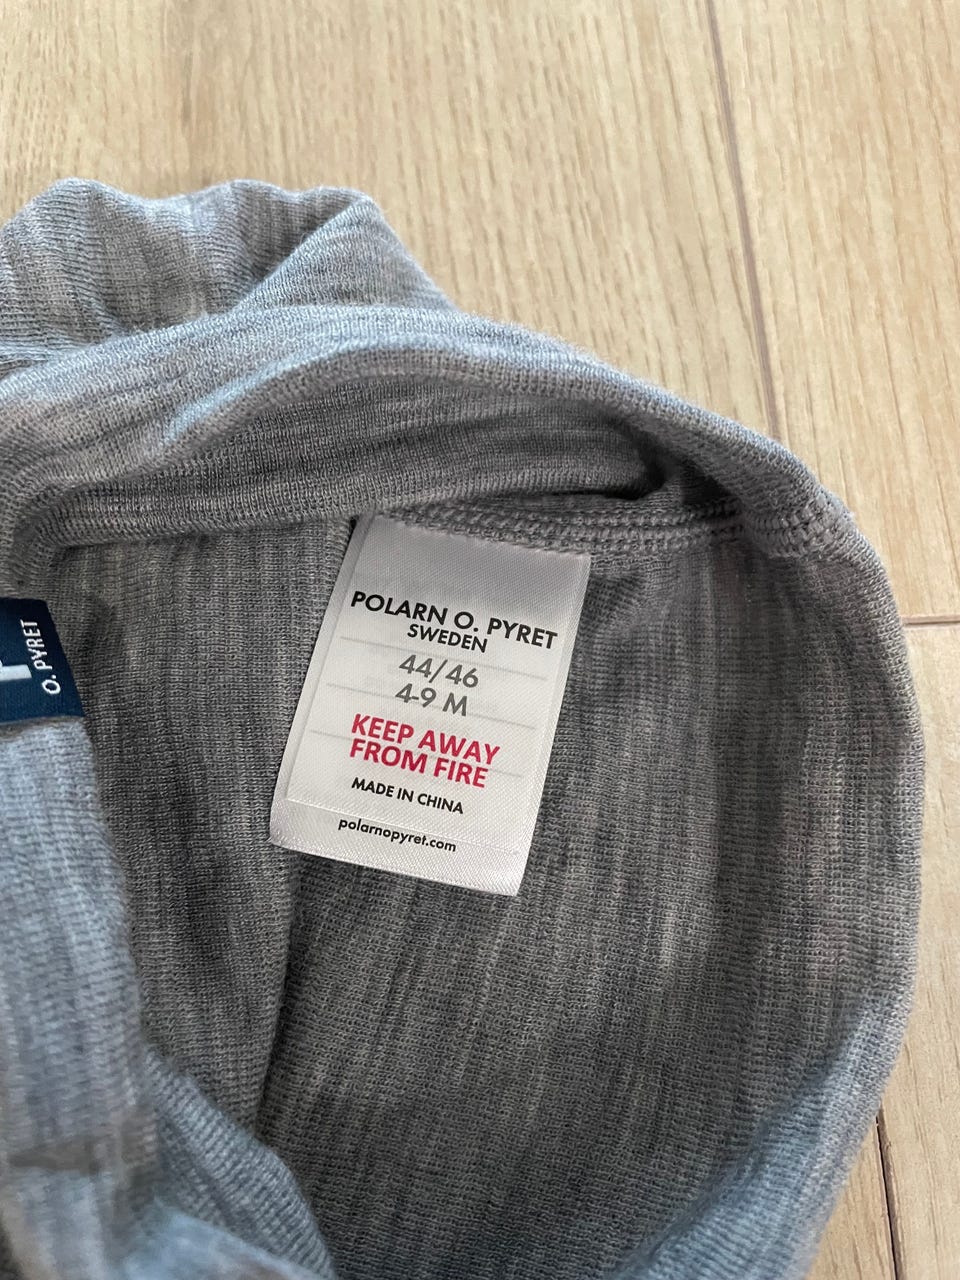 POLARN O. PYRET
SWEDEN
44/46
4-9 M
KEEP AWAY
FROM FIRE
MADE IN CHINA
polarnopyret.com
O. PYRET